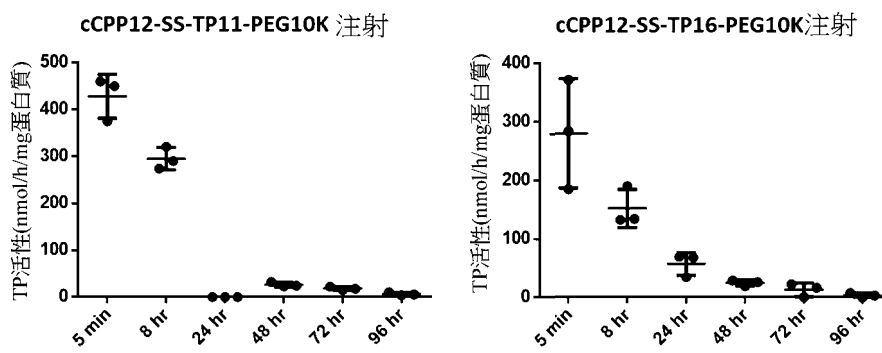 cCPP12-SS-TP11-PEG10K 注射
TP活性(nmol/h/mg蛋白質)
500
400
300
200
100
0
5 min
8 hr
24 hr
48 hr
72 hr
96 hr
cCPP12-SS-TP16-PEG10K注射
TP活性(nmol/h/mg蛋白質)
400
300
200
100
0
5 min
8 hr
24 hr
48 hr
72 hr
96 hr